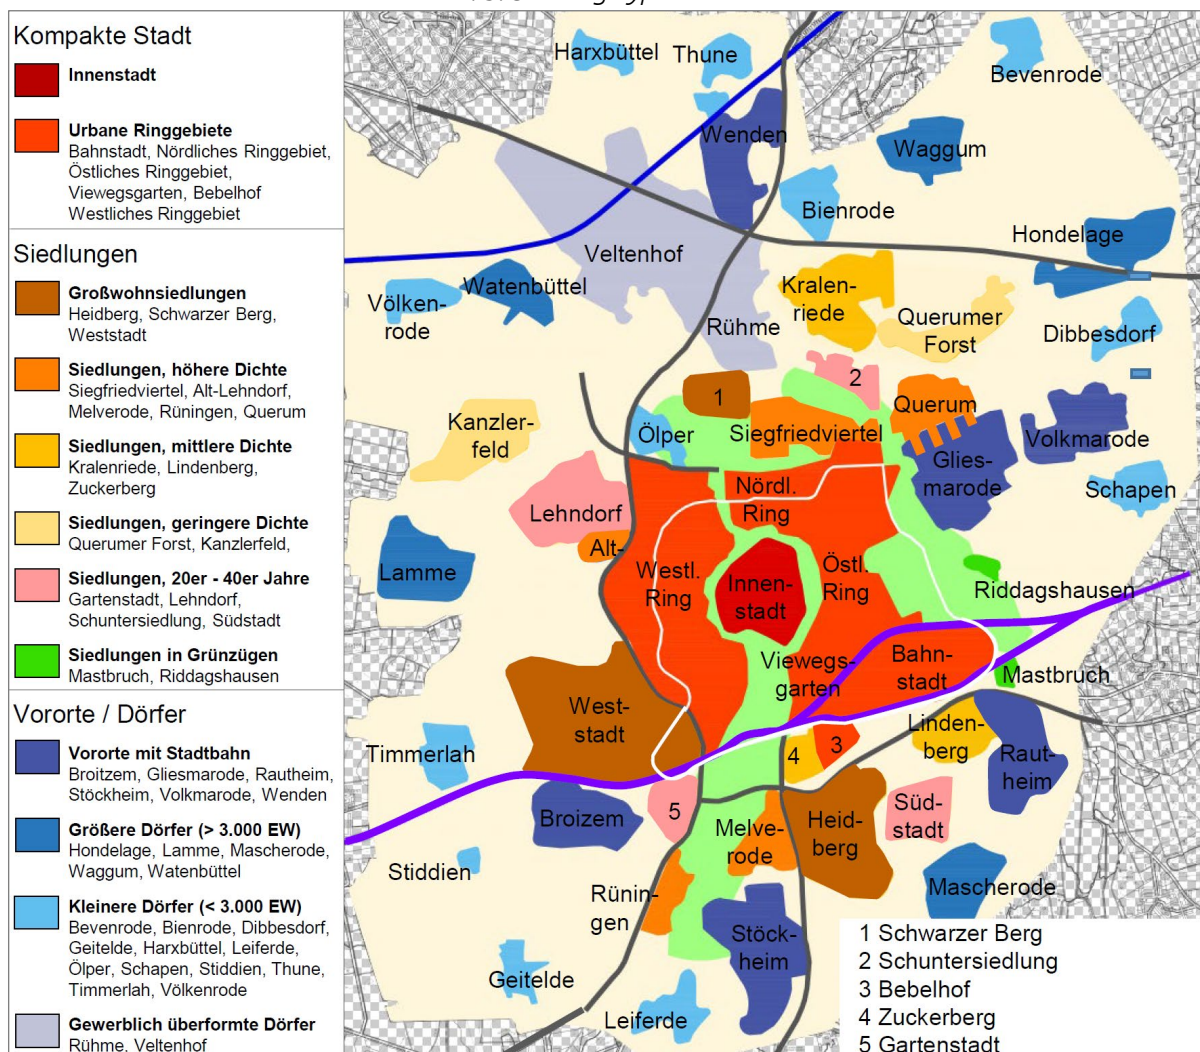 Kompakte Stadt
Innenstadt
Urbane Ringgebiete
Bahnstadt, Nördliches Ringgebiet,
Östliches Ringgebiet,
Viewegsgarten, Bebelhof
Westliches Ringgebiet
Siedlungen
Großwohnsiedlungen
Heidberg, Schwarzer Berg,
Weststadt
Siedlungen, höhere Dichte
Siegfriedviertel, Alt-Lehndorf,
Melverode, Rüningen, Querum
Siedlungen, mittlere Dichte
Kralenriede, Lindenberg,
Zuckerberg
Siedlungen, geringere Dichte
Querumer Forst, Kanzlerfeld,
Siedlungen, 20er - 40er Jahre
Gartenstadt, Lehndorf,
Schuntersiedlung, Südstadt
Siedlungen in Grünzügen
Mastbruch, Riddagshausen
Vororte / Dörfer
Vororte mit Stadtbahn
Broitzem, Gliesmarode, Rautheim,
Stöckheim, Volkmarode, Wenden
Größere Dörfer (> 3.000 EW)
Hondelage, Lamme, Mascherode,
Waggum, Watenbüttel
Kleinere Dörfer (< 3.000 EW)
Bevenrode, Bienrode, Dibbesdorf,
Geitelde, Harxbüttel, Leiferde,
Ölper, Schapen, Stiddien, Thune,
Timmerlah, Völkenrode
Gewerblich überformte Dörfer
Rühme, Veltenhof
Harxbüttel
Thune
Bevenrode
Wenden
Waggum
Bienrode
Hondelage
Veltenhof
Watenbüttel
Völken-
rode
Kralen-
riede
Rühme
Querumer
Forst
Dibbesdorf
1
2
Querum
Kanzler-
feld
Ölper
Siegfriedviertel
Volkmarode
Glies-
marode
Schapen
Nördl.
Ring
Lehndorf
Alt-
Westl.
Ring
Innen-
stadt
Östl.
Ring
Lamme
Riddagshausen
Viewegs-
garten
Bahn-
stadt
Mastbruch
West-
stadt
Timmerlah
4
3
Linden-
berg
Raut-
heim
Broizem
5
Melve-
rode
Heid-
berg
Süd-
stadt
Stiddien
Rünin-
gen
Mascherode
Stöck-
heim
Geitelde
Leiferde
1 Schwarzer Berg
2 Schuntersiedlung
3 Bebelhof
4 Zuckerberg
5 Gartenstadt